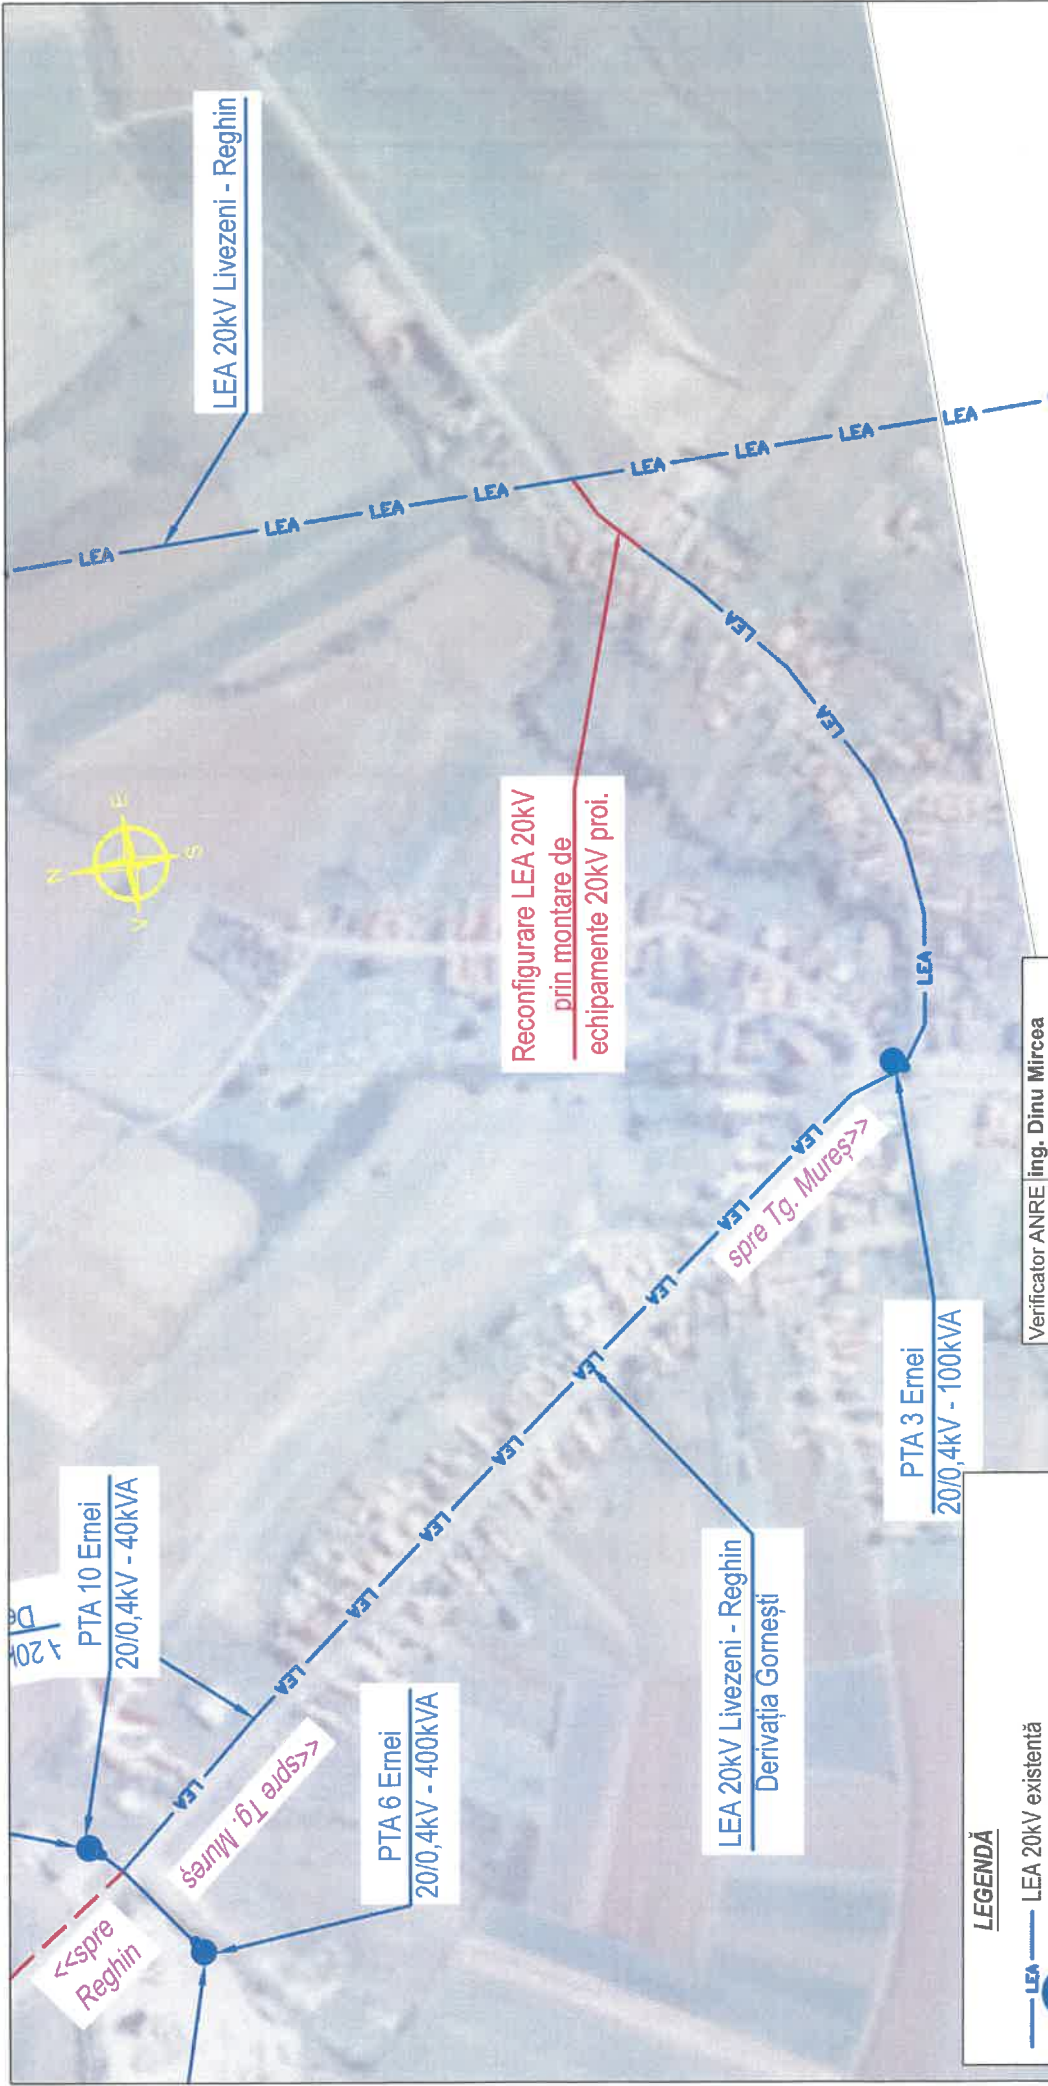 LEA 20kV Livezeni - Reghin
LEA
LEA
LEA
LEA
LEA
LEA
LEA
LEA
N
E
S
V
Reconfigurare LEA 20kV
prin montare de
echipamente 20kV proi.
LEA
LEA
LEA
LEA
LEA
LEA
LEA
LEA
LEA
LEA
LEA
LEA
spre Tg. Mureș>>
PTA 3 Ernei
20/0,4kV - 100kVA
LEA 20kV Livezeni - Reghin
Derivația Gornești
PTA 10 Ernei
20/0,4kV - 40kVA
PTA 6 Ernei
20/0,4kV - 400kVA
<<spre Tg. Mureș
<<spre
Reghin
Verificator ANRE ing. Dinu Mircea
LEGENDĂ
LEA LEA 20kV existentă